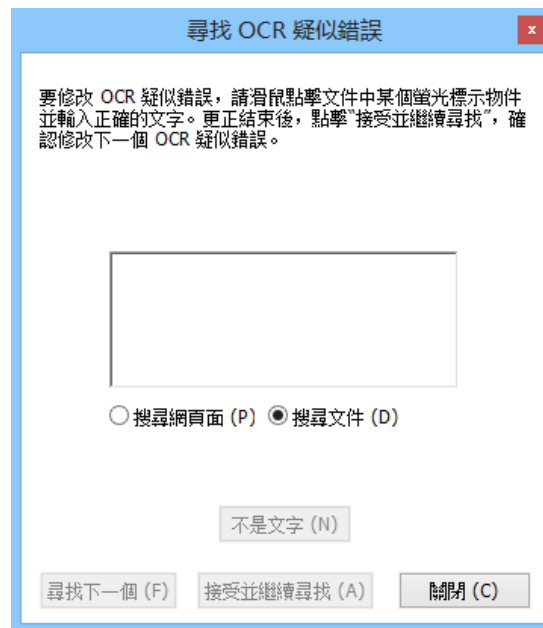 尋找 OCR 疑似錯誤
x
要修改 OCR 疑似錯誤，請滑鼠點擊文件中某個螢光標示物件
並輸入正確的文字。更正結束後，點擊"接受並繼續尋找"，確
認修改下一個 OCR 疑似錯誤。
搜尋網頁面 (P) 搜尋文件 (D)
不是文字 (N)
尋找下一個 (F) 接受並繼續尋找 (A) 關閉 (C)